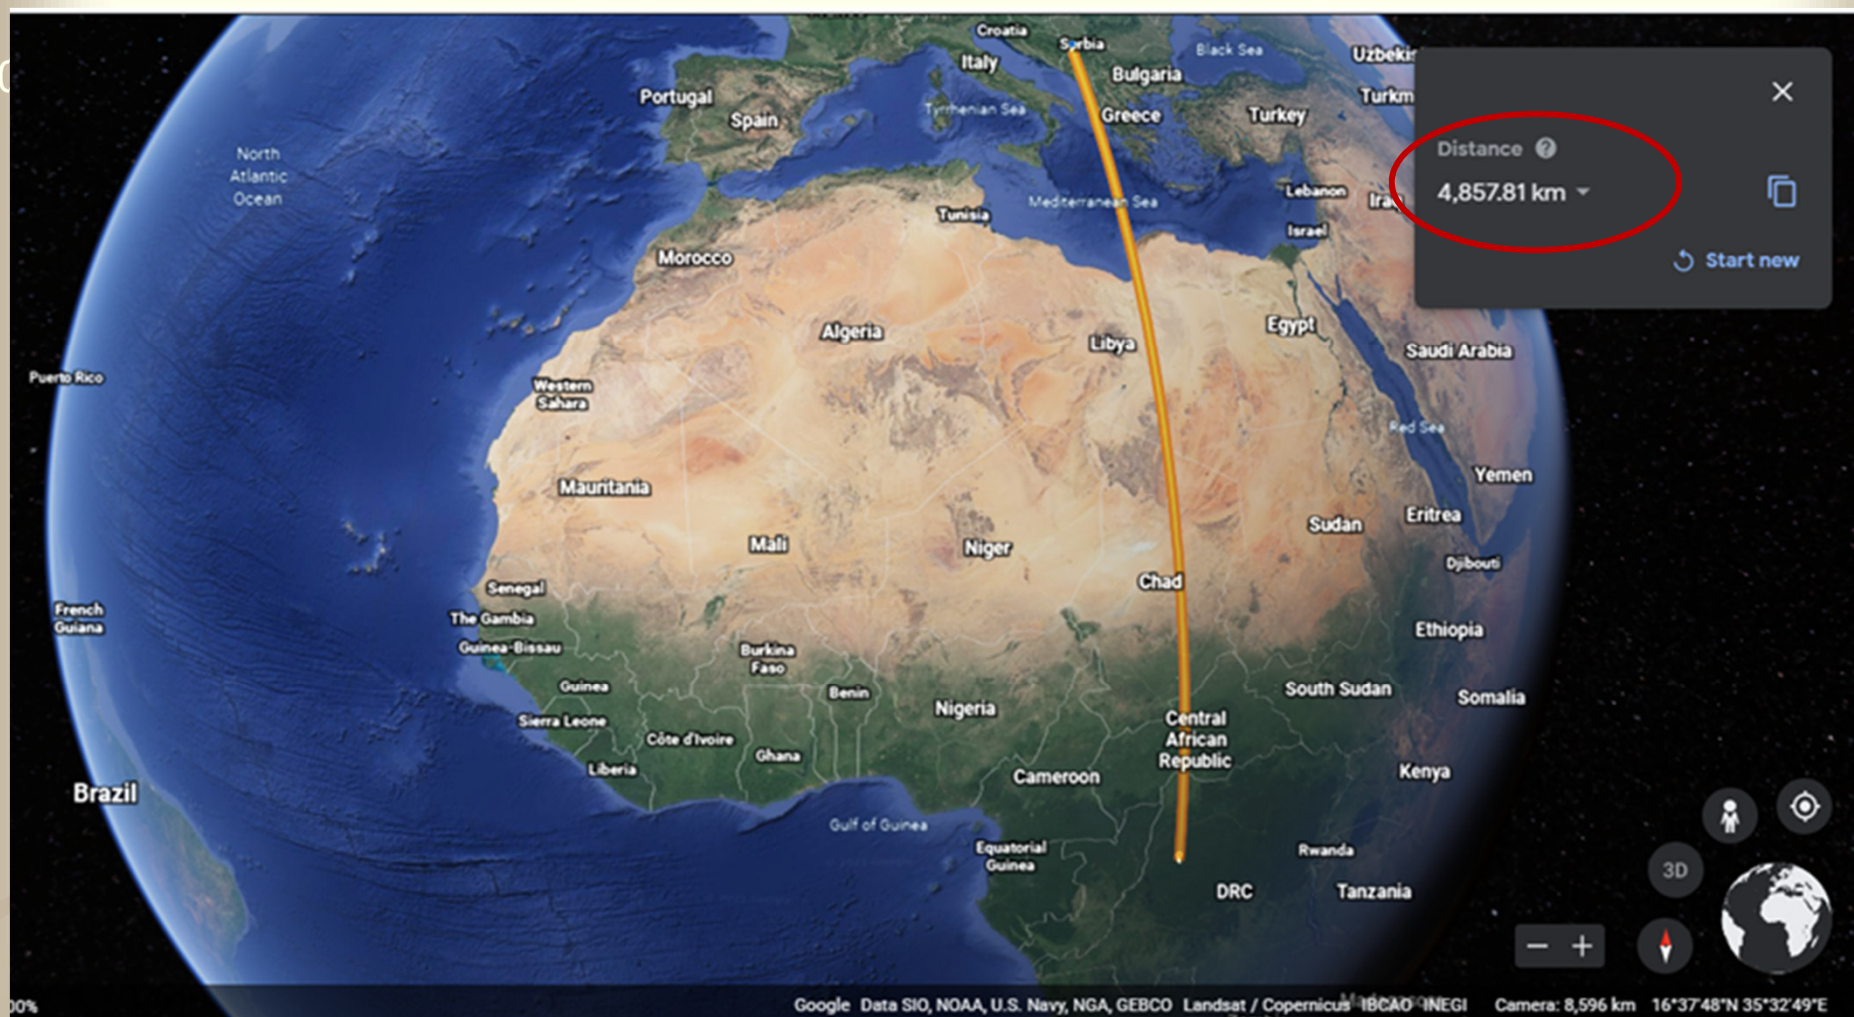 Croatia
Serbia
Black Sea
Uzbekis
Italy
Bulgaria
Portugal
Turkm
Tyrrhenian Sea
Spain
Greece
Turkey
Distance
4,857.81 km
Start new
North
Atlantic
Ocean
Lebanon
Iraq
Mediterranean Sea
Tunisia
Israel
Morocco
Algeria
Libya
Egypt
Saudi Arabia
Puerto Rico
Western
Sahara
Red Sea
Yemen
Mauritania
Eritrea
Sudan
Mali
Niger
Djibouti
Chad
Senegal
French
Guiana
The Gambia
Ethiopia
Guinea-Bissau
Burkina
Faso
Guinea
Benin
South Sudan
Somalia
Nigeria
Sierra Leone
Central
African
Republic
Côte d'Ivoire
Ghana
Liberia
Cameroon
Kenya
Brazil
Gulf of Guinea
Equatorial
Guinea
Rwanda
3D
DRC
Tanzania
00%
Google Data SIO, NOAA, U.S. Navy, NGA, GEBCO Landsat / Copernicus IBCAO INEGI Camera: 8,596 km 16°37'48"N 35°32'49"E